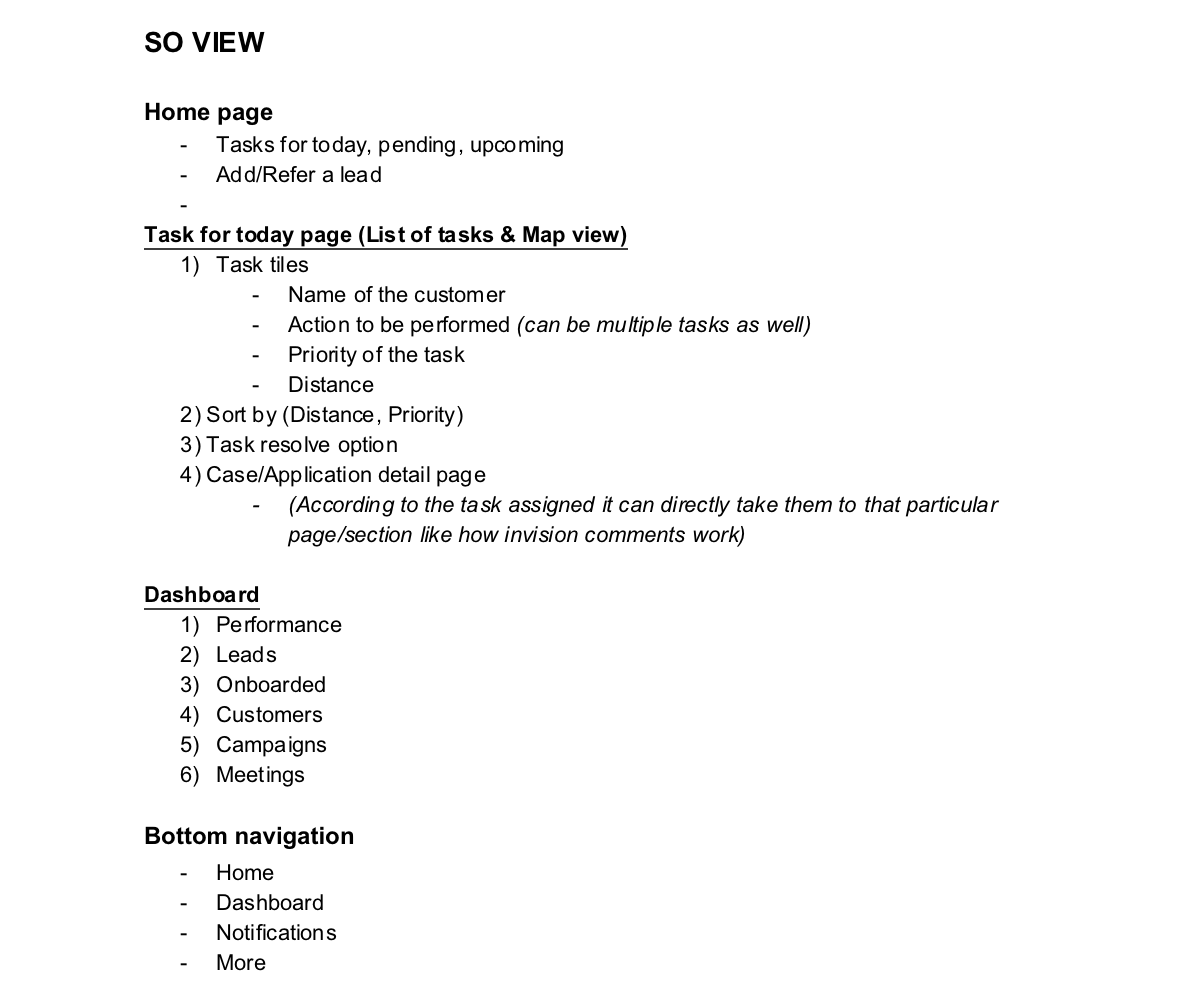 SO VIEW
Home page
- Tasks for today, pending, upcoming
- Add/Refer a lead
-
Task for today page (List of tasks & Map view)
1) Task tiles
- Name of the customer
- Action to be performed (can be multiple tasks as well)
- Priority of the task
- Distance
2) Sort by (Distance, Priority)
3) Task resolve option
4) Case/Application detail page
- (According to the task assigned it can directly take them to that particular
page/section like how invision comments work)
Dashboard
1) Performance
2) Leads
3) Onboarded
4) Customers
5) Campaigns
6) Meetings
Bottom navigation
- Home
- Dashboard
- Notifications
- More